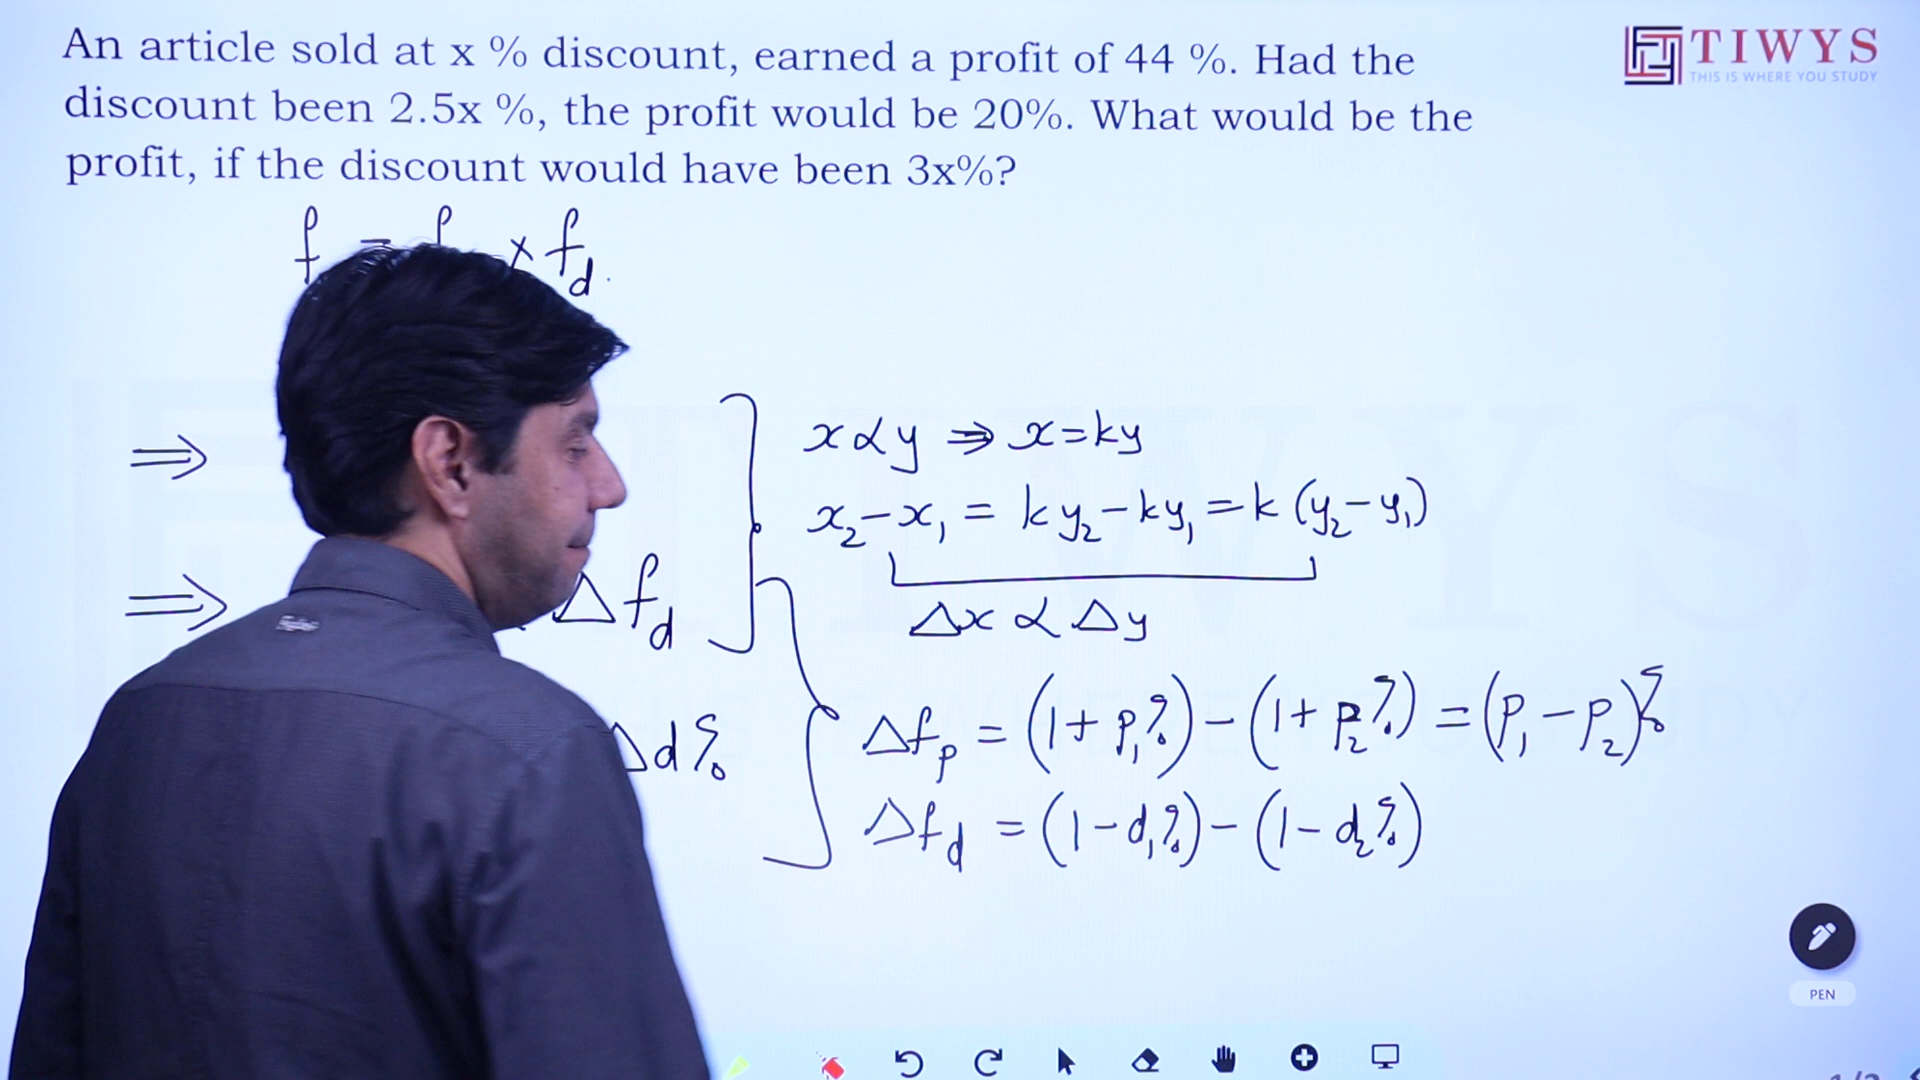 An article sold at x % discount, earned a profit of 44 %. Had the
discount been 2.5x %, the profit would be 20%. What would be the
profit, if the discount would have been 3x%?
TIWYS
THIS IS WHERE YOU STUDY
f = f × f_d.
⇒
x ∝ y ⇒ x = ky
x₂ − x₁ = ky₂ − ky₁ = k (y₂ − y₁)
⇒ Δf_d
Δx ∝ Δy
Δd%
Δf_p = (1 + p₁%) − (1 + p₂%) = (p₁ − p₂)%
Δf_d = (1 − d₁%) − (1 − d₂%)
PEN